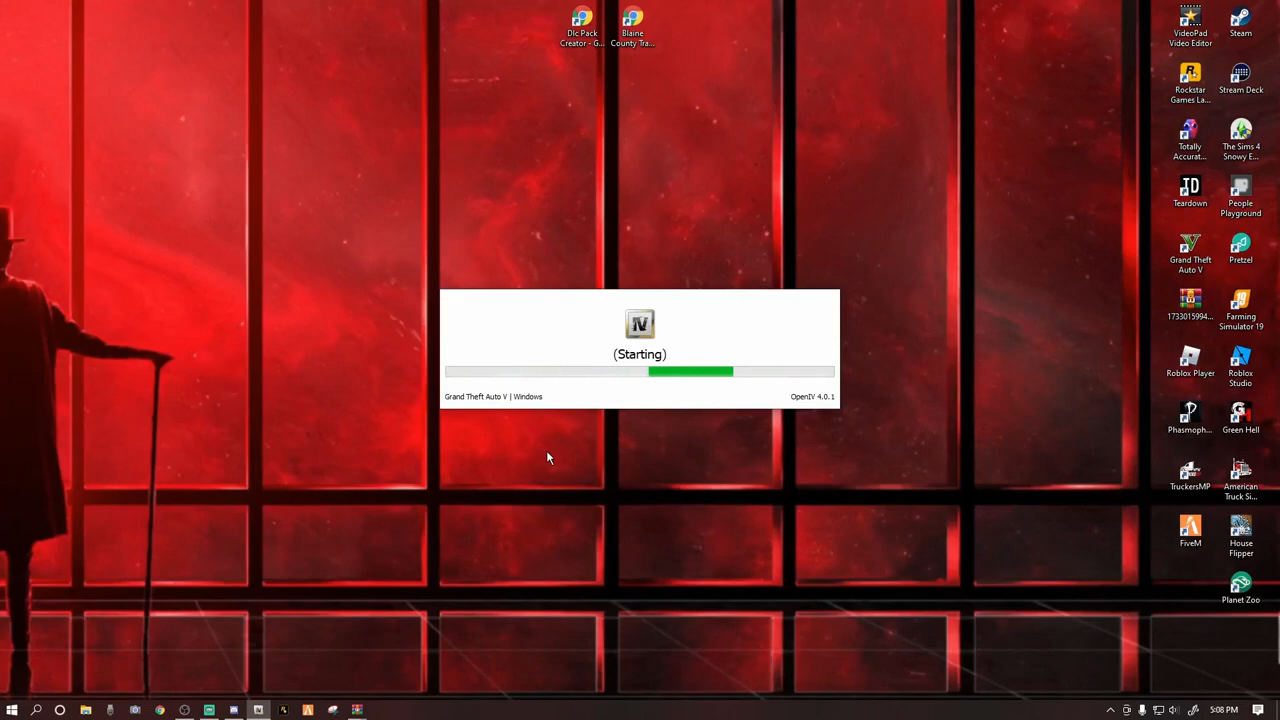 Dlc Pack
Creator - G...
Blaine
County Tra...
VideoPad
Video Editor
Steam
Rockstar
Games La...
Stream Deck
Totally
Accurat...
The Sims 4
Snowy E...
Teardown
People
Playground
Grand Theft
Auto V
Pretzel
1733015994...
Farming
Simulator 19
Roblox Player
Roblox
Studio
Phasmoph...
Green Hell
TruckersMP
American
Truck Si...
FiveM
House
Flipper
Planet Zoo
IV
(Starting)
Grand Theft Auto V | Windows
OpenIV 4.0.1
5:08 PM